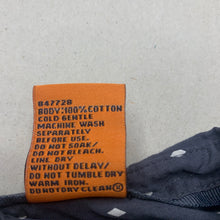 047720
BODY:100% COTTON
COLD GENTLE
MACHINE WASH
SEPARATELY
BEFORE USE.
DO NOT SOAK/
DO NOT BLEACH.
LINE DRY
WITHOUT DELAY/
DO NOT TUMBLE DRY
WARM IRON.
DO NOT DRY CLEAN